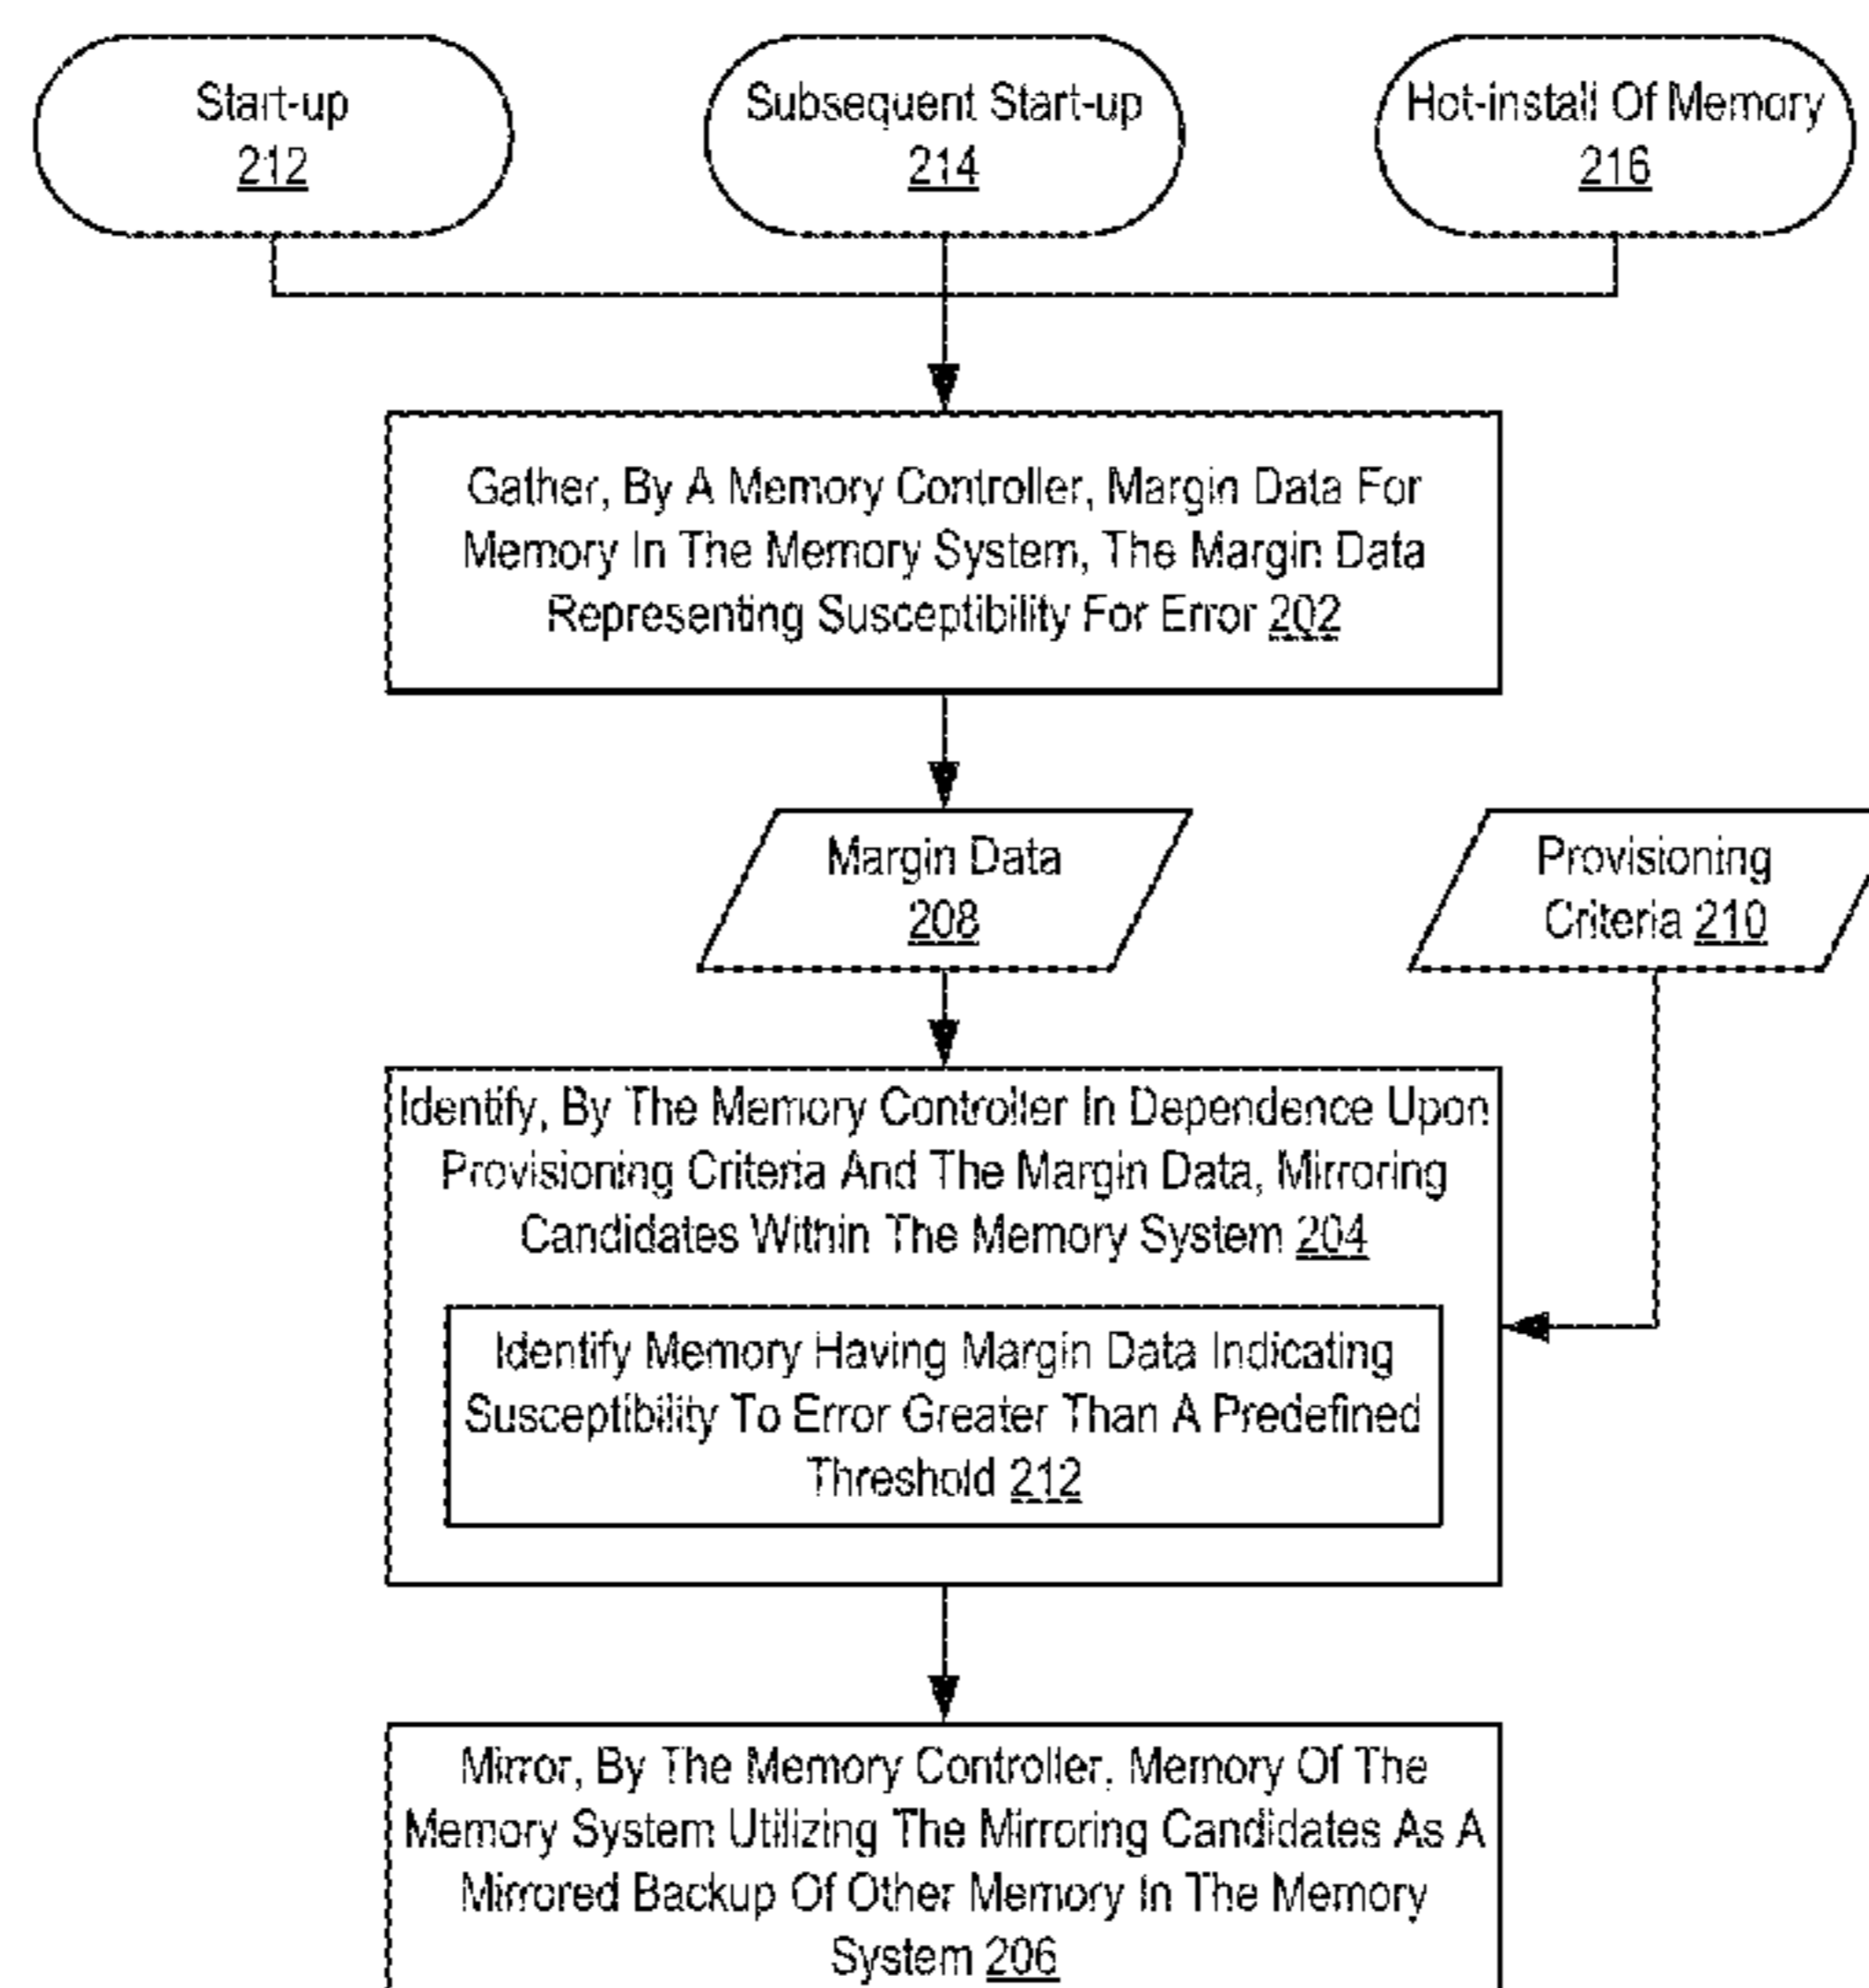 Start-up
212
Subsequent Start-up
214
Hot-install Of Memory
216
Gather, By A Memory Controller, Margin Data For
Memory In The Memory System, The Margin Data
Representing Susceptibility For Error 202
Margin Data
208
Provisioning
Criteria 210
Identify, By The Memory Controller In Dependence Upon
Provisioning Criteria And The Margin Data, Mirroring
Candidates Within The Memory System 204
Identify Memory Having Margin Data Indicating
Susceptibility To Error Greater Than A Predefined
Threshold 212
Mirror, By The Memory Controller, Memory Of The
Memory System Utilizing The Mirroring Candidates As A
Mirrored Backup Of Other Memory In The Memory
System 206